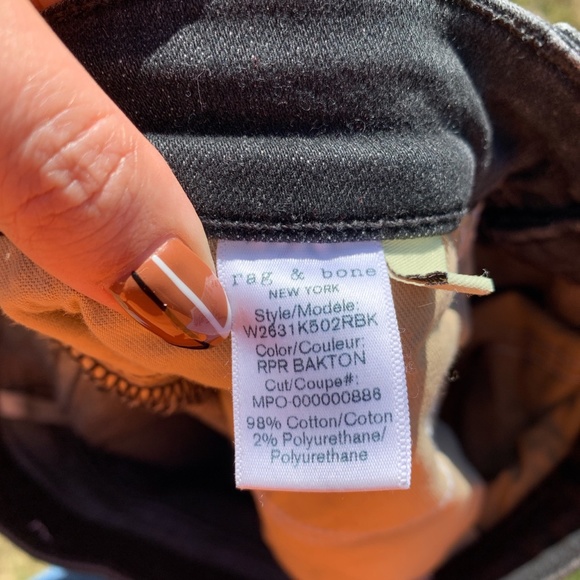 rag & bone
NEW YORK
Style/Modèle:
W2631K502RBK
Color/Couleur:
RPR BAKTON
Cut/Coupe#:
MPO-000000886
98% Cotton/Coton
2% Polyurethane/
Polyurethane